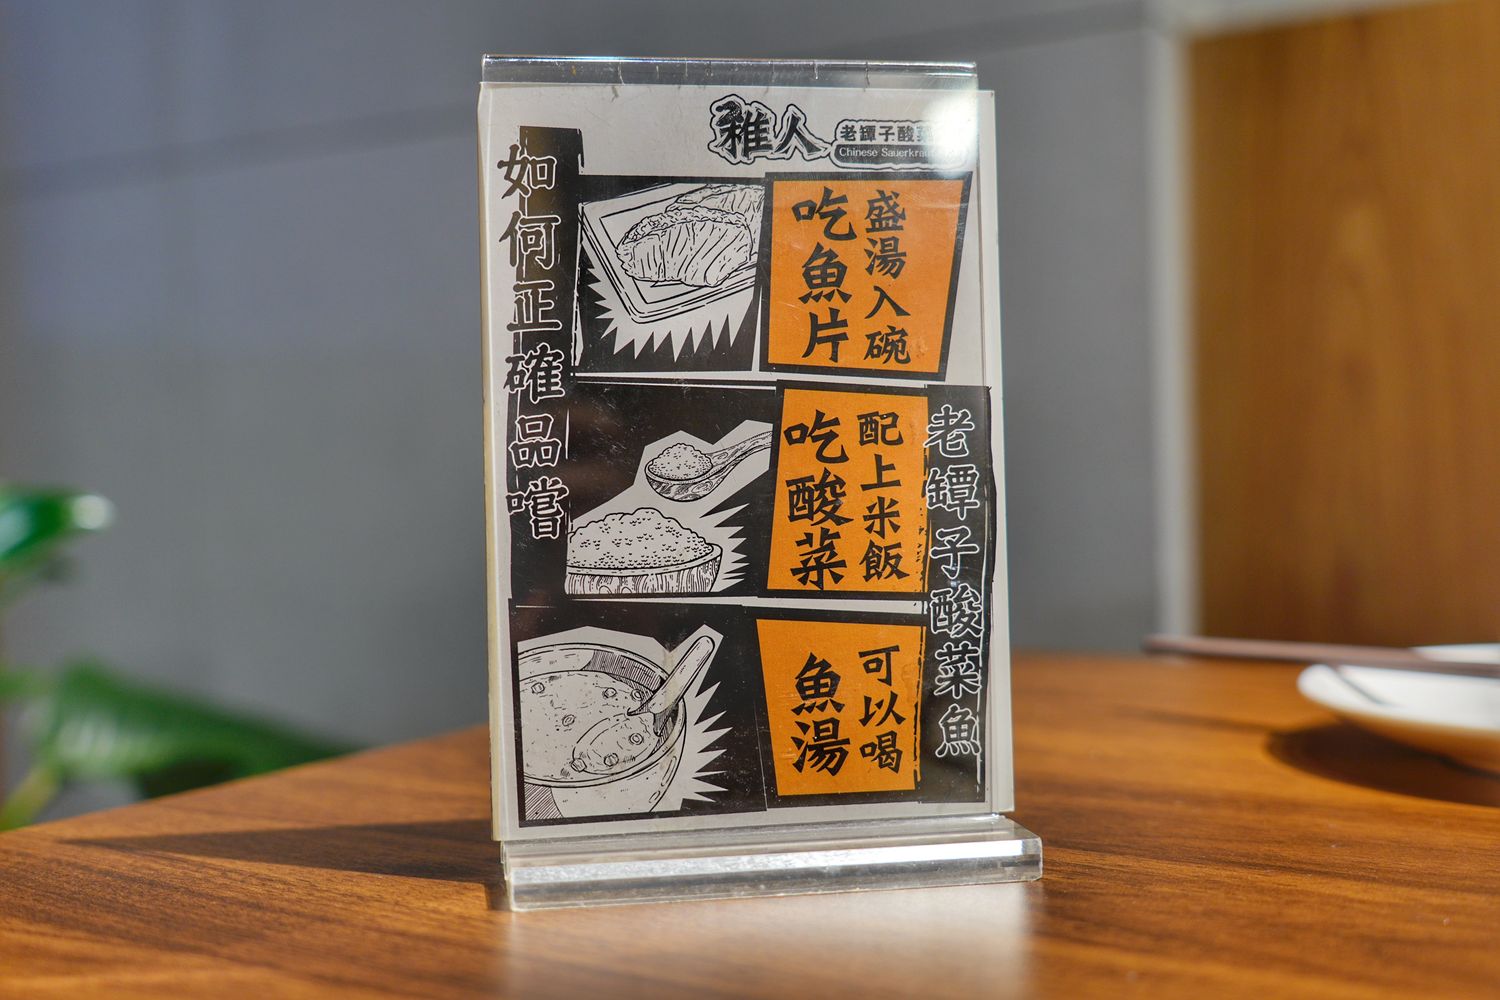 雅人
老罈子酸菜
Chinese Sauerkraut
老罈子酸菜魚
如何正確品嚐
盛湯入碗
吃魚片
配上米飯
吃酸菜
可以喝
魚湯